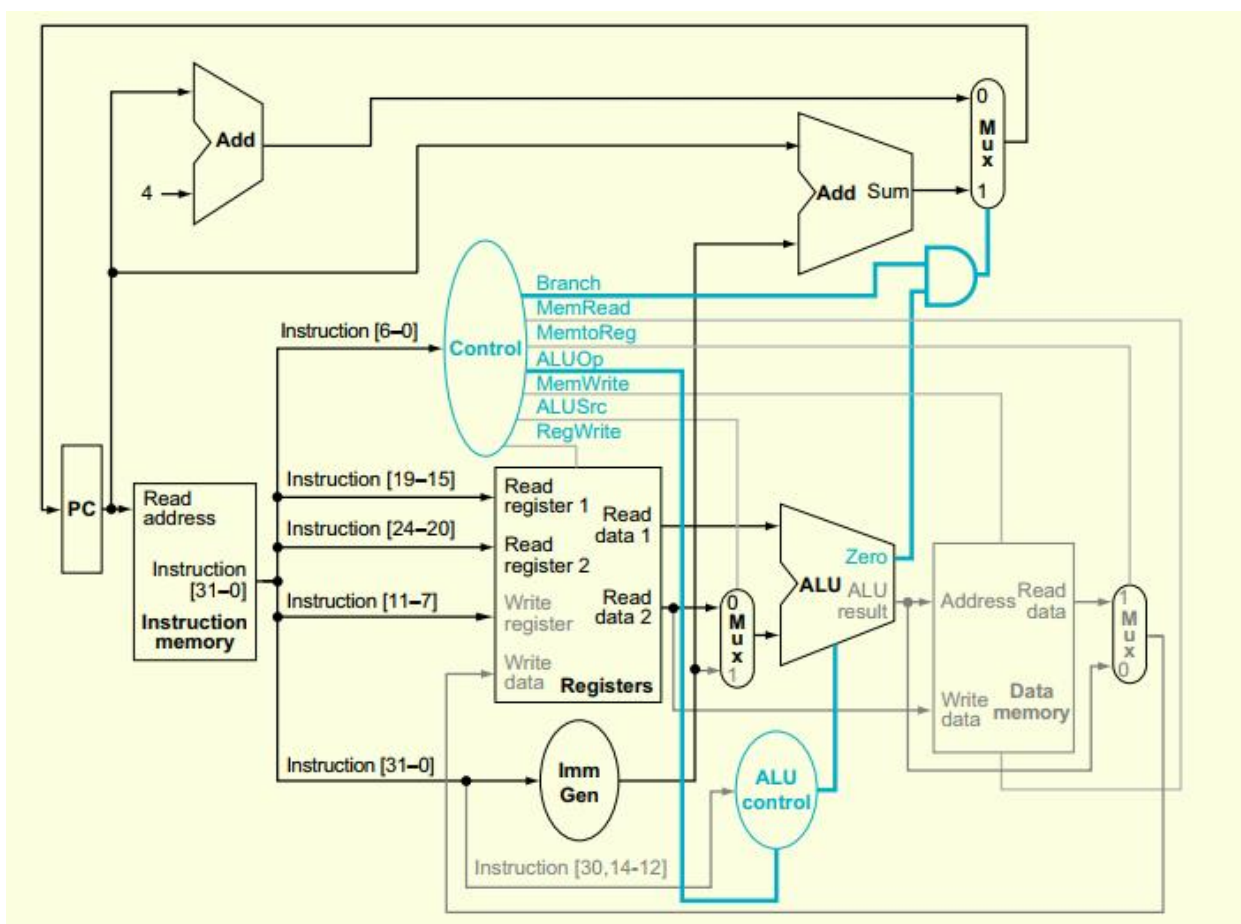 0
M
u
x
1
Add
4
Add Sum
Branch
MemRead
MemtoReg
ALUOp
MemWrite
ALUSrc
RegWrite
Instruction [6–0]
Control
PC
Read
address
Instruction
[31–0]
Instruction
memory
Instruction [19–15]
Instruction [24–20]
Instruction [11–7]
Instruction [31–0]
Read
register 1
Read
register 2
Write
register
Write
data
Read
data 1
Read
data 2
Registers
Imm
Gen
0
M
u
x
1
Zero
ALU
ALU
result
ALU
control
Instruction [30,14-12]
Address
Read
data
Write
data
Data
memory
1
M
u
x
0